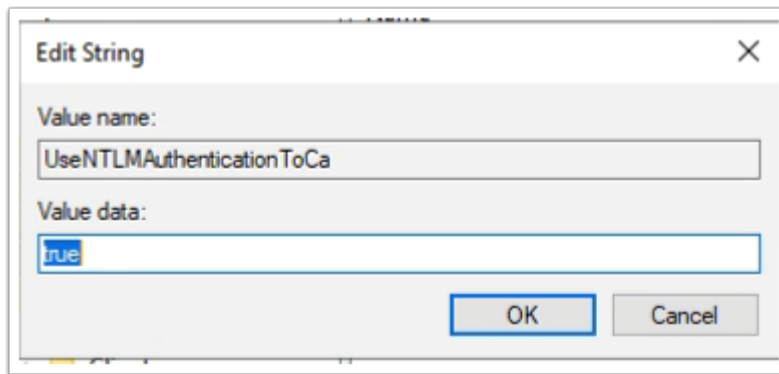 Edit String
Value name:
UseNTLMAuthenticationToCa
Value data:
true
OK
Cancel